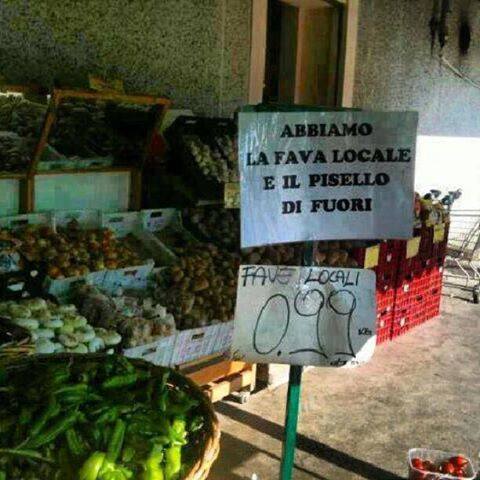 ABBIAMO
LA FAVA LOCALE
E IL PISELLO
DI FUORI
FAVE LOCALI
0.99